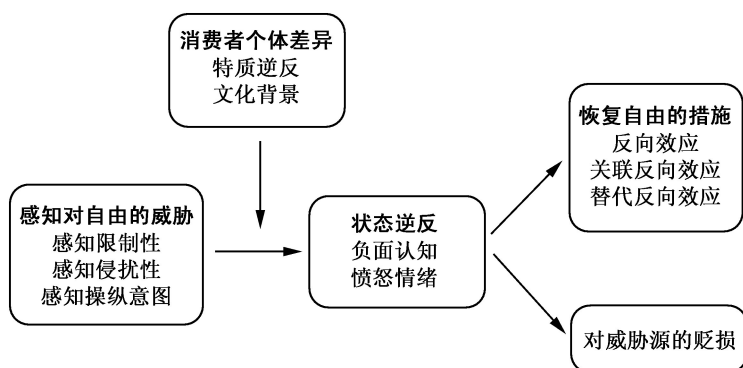 消费者个体差异
特质逆反
文化背景
感知对自由的威胁
感知限制性
感知侵扰性
感知操纵意图
状态逆反
负面认知
愤怒情绪
恢复自由的措施
反向效应
关联反向效应
替代反向效应
对威胁源的贬损